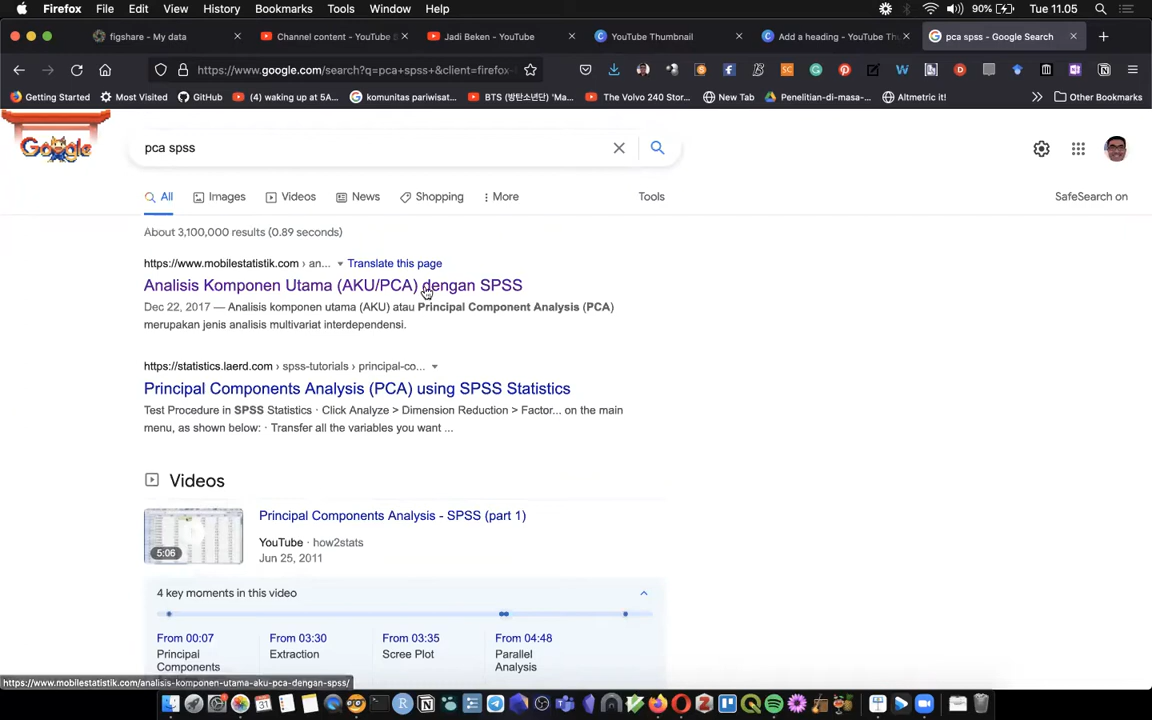 Firefox File Edit View History Bookmarks Tools Window Help 90% Tue 11.05
figshare - My data Channel content - YouTube S Jadi Beken - YouTube YouTube Thumbnail Add a heading - YouTube Th pca spss - Google Search
https://www.google.com/search?q=pca+spss+&client=firefox-
Getting Started Most Visited GitHub (4) waking up at 5A... komunitas pariwisat... BTS (방탄소년단) 'Ma... The Volvo 240 Stor... New Tab Penelitian-di-masa-... Altmetric it! Other Bookmarks
Google
pca spss
All Images Videos News Shopping More Tools SafeSearch on
About 3,100,000 results (0.89 seconds)
https://www.mobilestatistik.com › an... Translate this page
Analisis Komponen Utama (AKU/PCA) dengan SPSS
Dec 22, 2017 — Analisis komponen utama (AKU) atau Principal Component Analysis (PCA)
merupakan jenis analisis multivariat interdependensi.
https://statistics.laerd.com › spss-tutorials › principal-co...
Principal Components Analysis (PCA) using SPSS Statistics
Test Procedure in SPSS Statistics · Click Analyze > Dimension Reduction > Factor... on the main
menu, as shown below: · Transfer all the variables you want ...
Videos
Principal Components Analysis - SPSS (part 1)
YouTube · how2stats
Jun 25, 2011
5:06
4 key moments in this video
From 00:07 From 03:30 From 03:35 From 04:48
Principal Extraction Scree Plot Parallel
Components Analysis
https://www.mobilestatistik.com/analisis-komponen-utama-aku-pca-dengan-spss/